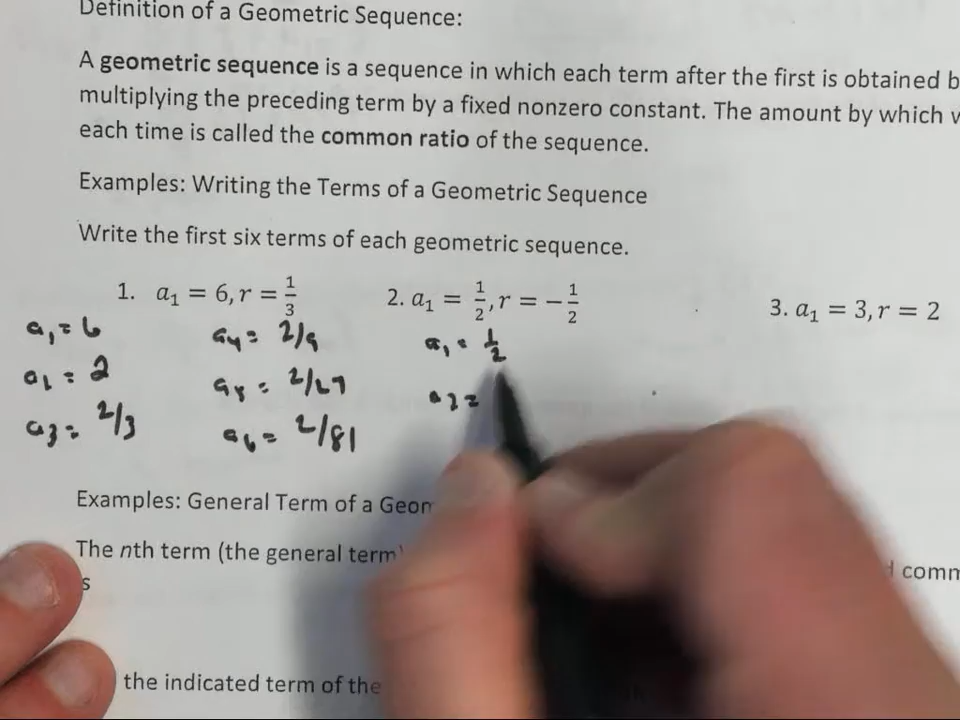 Definition of a Geometric Sequence:
A geometric sequence is a sequence in which each term after the first is obtained b
multiplying the preceding term by a fixed nonzero constant. The amount by which
each time is called the common ratio of the sequence.
Examples: Writing the Terms of a Geometric Sequence
Write the first six terms of each geometric sequence.
1. a₁ = 6, r = 1/3 2. a₁ = 1/2, r = −1/2 3. a₁ = 3, r = 2
a₁ = 6 a₄ = 2/9 a₁ = 1/2
a₂ = 2 a₅ = 2/27 a₂ =
a₃ = 2/3 a₆ = 2/81
Examples: General Term of a Geom
The nth term (the general term) comm
s
the indicated term of the